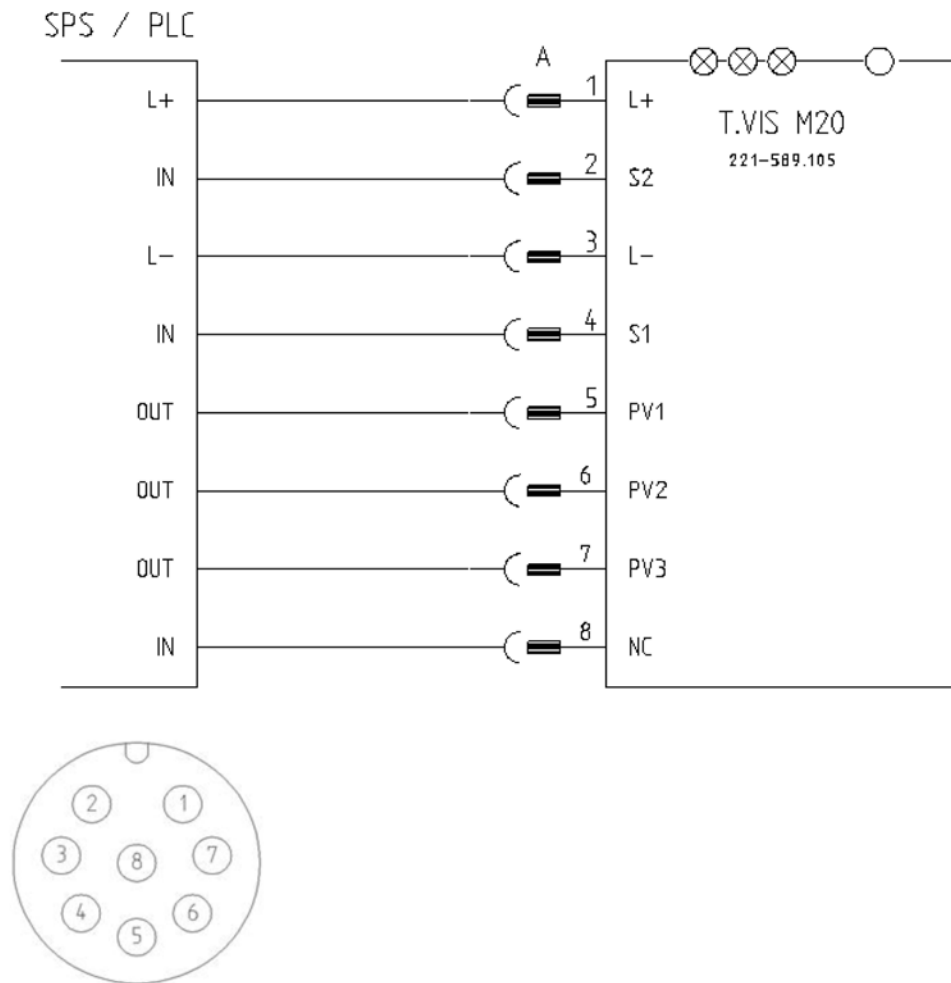 SPS / PLC
A
L+ 1 L+
T.VIS M20
221-589.105
IN 2 S2
L- 3 L-
IN 4 S1
OUT 5 PV1
OUT 6 PV2
OUT 7 PV3
IN 8 NC
2 1
3 8 7
4 6
5